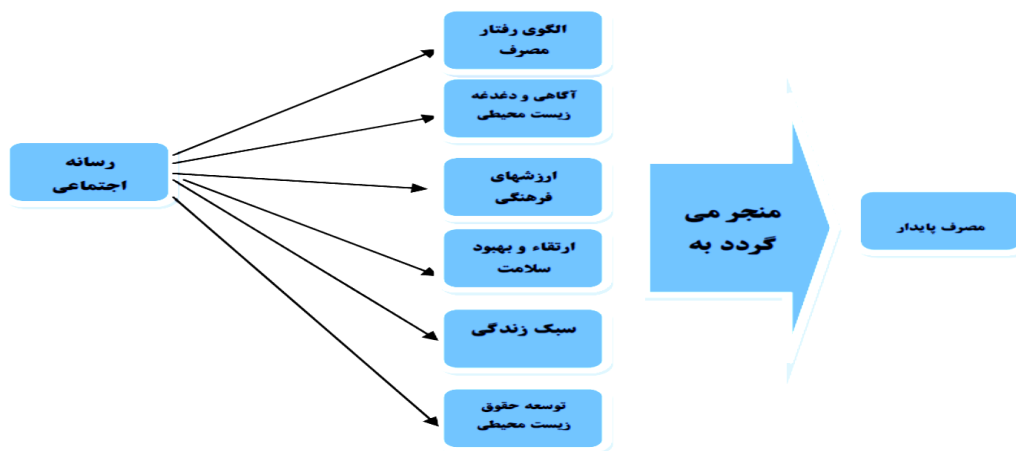 رسانه
اجتماعی
الگوی رفتار
مصرف
آگاهی و دغدغه
زیست محیطی
ارزشهای
فرهنگی
ارتقاء و بهبود
سلامت
سبک زندگی
توسعه حقوق
زیست محیطی
منجر می
گردد به
مصرف پایدار